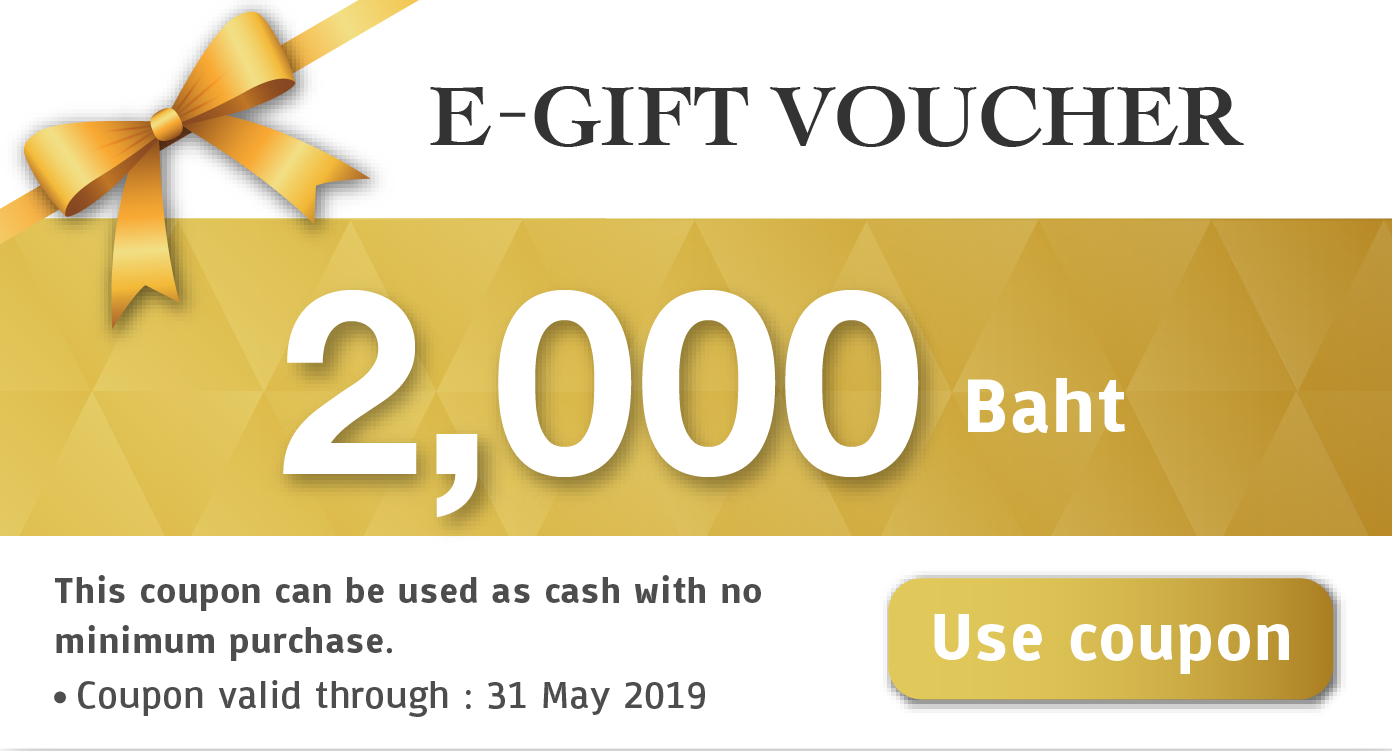 E-GIFT VOUCHER
2,000 Baht
This coupon can be used as cash with no
minimum purchase.
• Coupon valid through : 31 May 2019
Use coupon